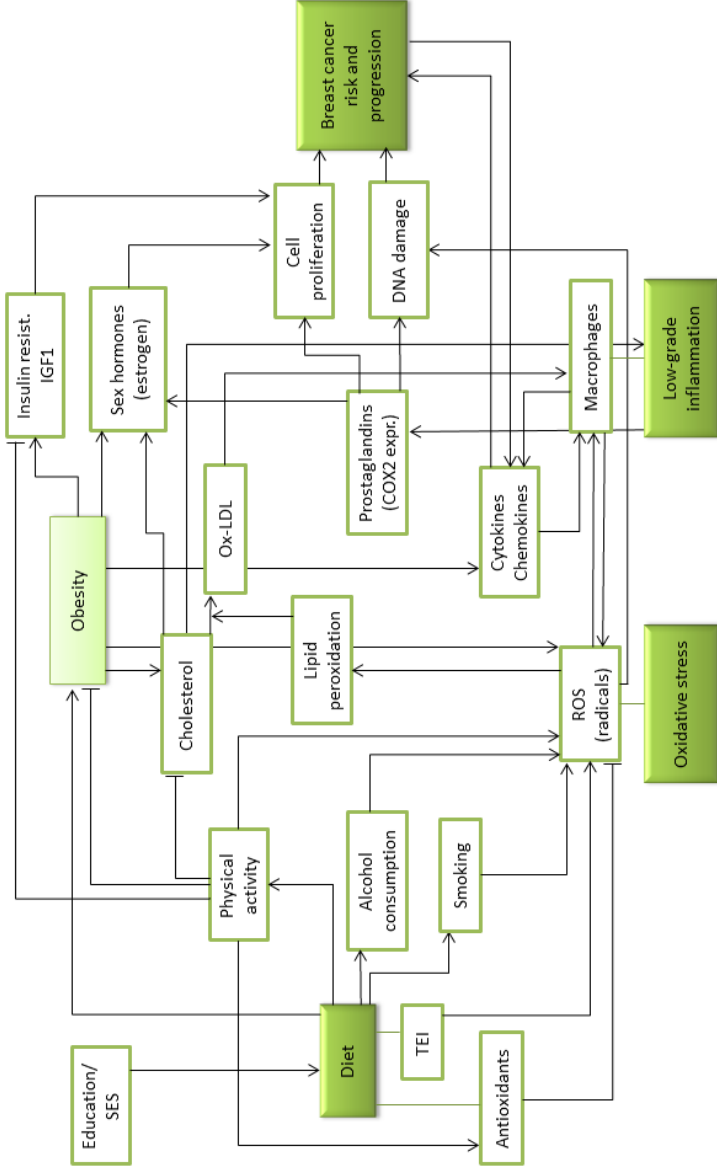 Education/
SES
Diet
TEI
Antioxidants
Physical
activity
Alcohol
consumption
Smoking
Obesity
Cholesterol
Lipid
peroxidation
ROS
(radicals)
Oxidative stress
Insulin resist.
IGF1
Sex hormones
(estrogen)
Ox-LDL
Prostaglandins
(COX2 expr.)
Cytokines
Chemokines
Cell
proliferation
DNA damage
Macrophages
Low-grade
inflammation
Breast cancer
risk and
progression